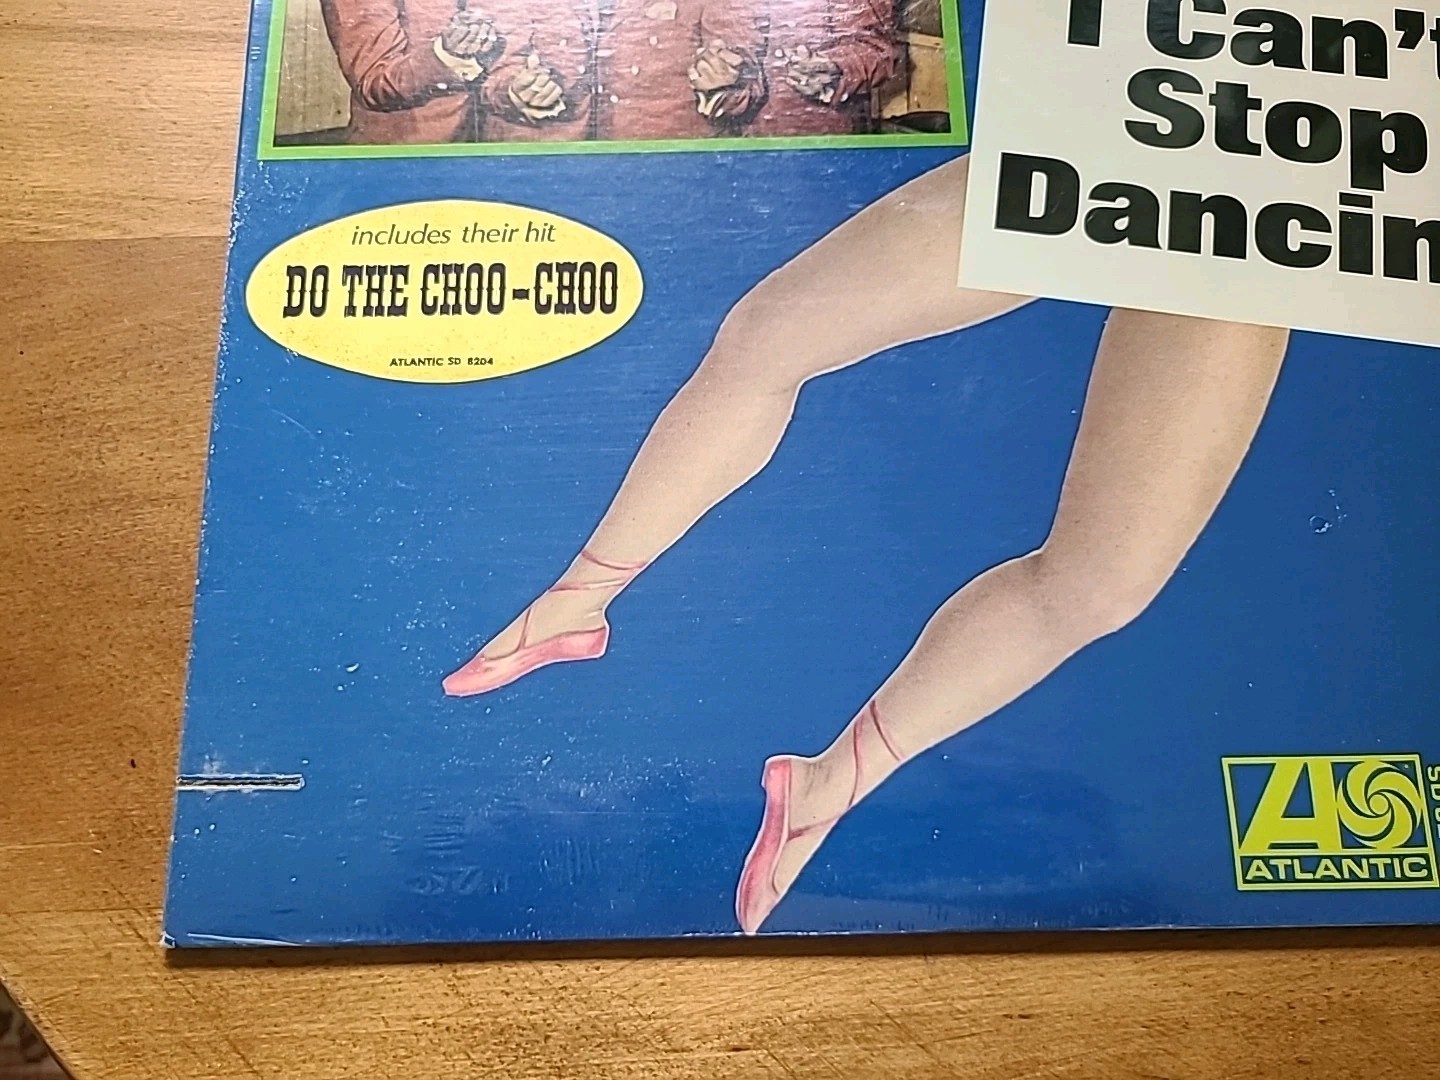 I Can't
Stop
Dancin
includes their hit
DO THE CHOO-CHOO
ATLANTIC SD 8204
ATLANTIC